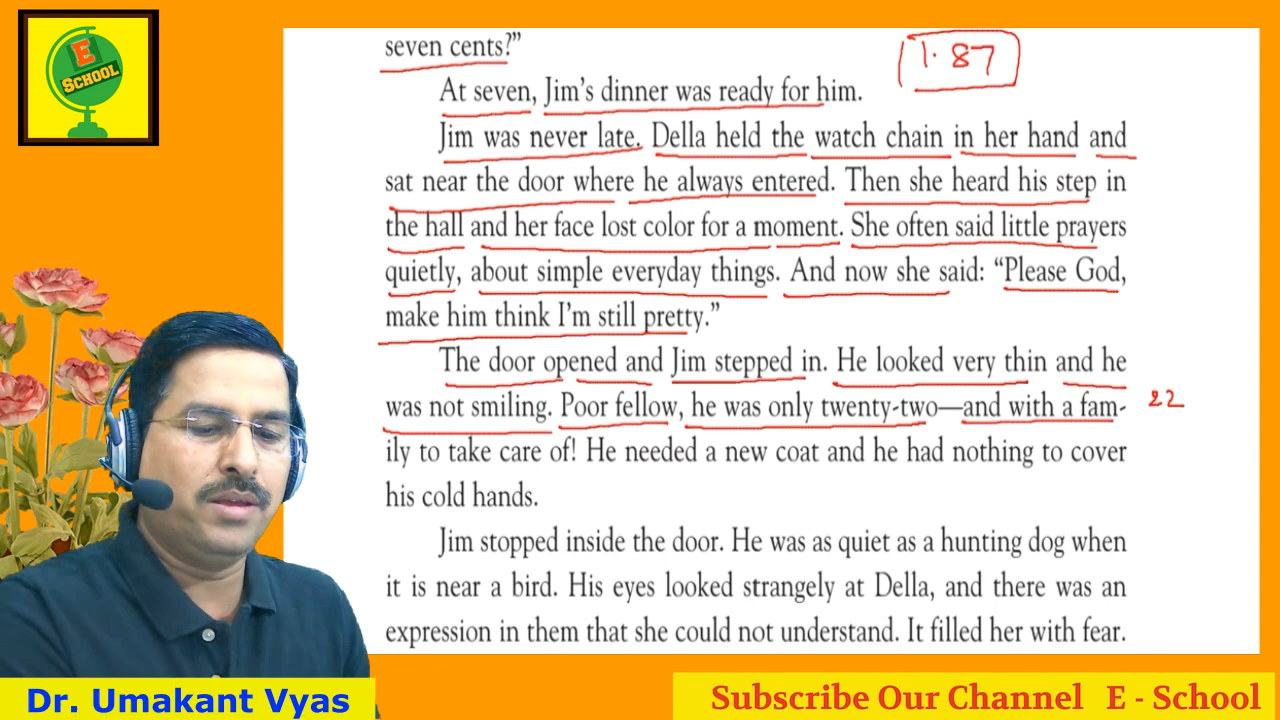 E
SCHOOL
seven cents?”
1.87
At seven, Jim’s dinner was ready for him.
Jim was never late. Della held the watch chain in her hand and
sat near the door where he always entered. Then she heard his step in
the hall and her face lost color for a moment. She often said little prayers
quietly, about simple everyday things. And now she said: “Please God,
make him think I’m still pretty.”
The door opened and Jim stepped in. He looked very thin and he
was not smiling. Poor fellow, he was only twenty-two—and with a fam-
22
ily to take care of! He needed a new coat and he had nothing to cover
his cold hands.
Jim stopped inside the door. He was as quiet as a hunting dog when
it is near a bird. His eyes looked strangely at Della, and there was an
expression in them that she could not understand. It filled her with fear.
Dr. Umakant Vyas
Subscribe Our Channel E - School